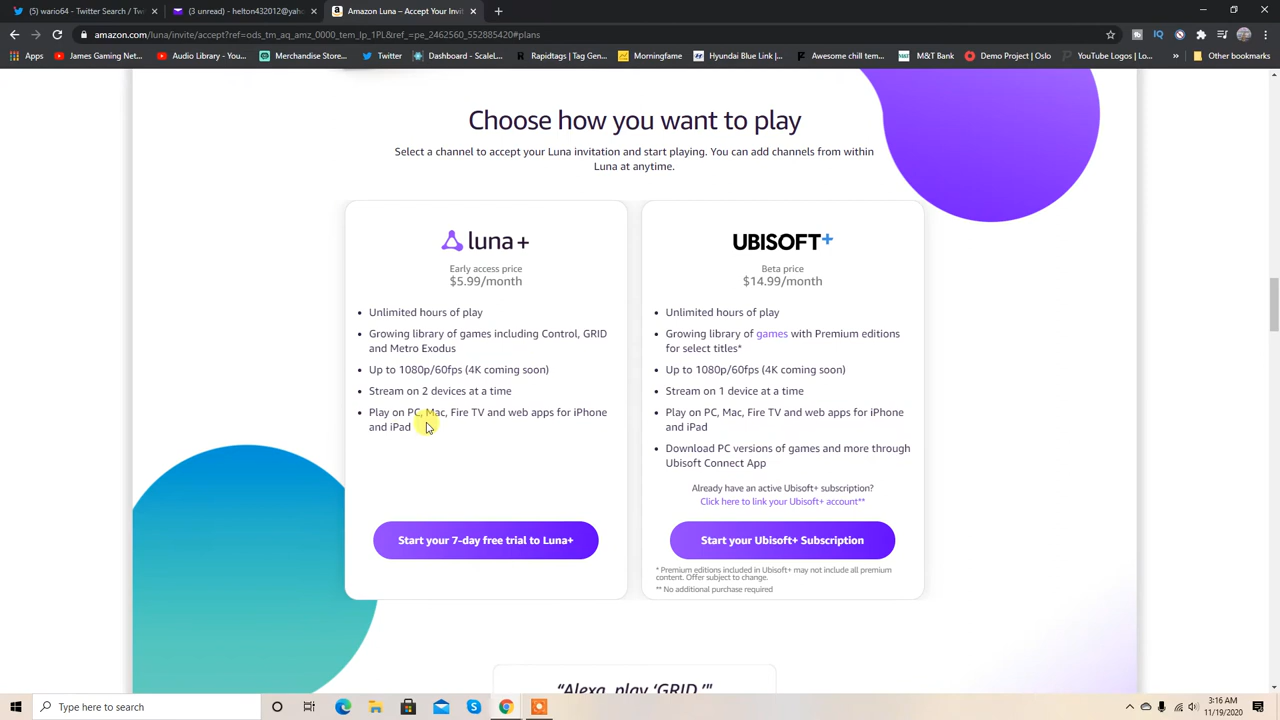 (5) wario64 - Twitter Search / Twi
(3 unread) - helton432012@yaho
Amazon Luna – Accept Your Invit
amazon.com/luna/invite/accept?ref=ods_tm_aq_amz_0000_tem_lp_1PL&ref_=pe_2462560_552885420#plans
Apps
James Gaming Net...
Audio Library - You...
Merch Storefront
Twitter
Dashboard - ScaleL...
Rapidtags | Tag Gen...
Morningfame
Hyundai Blue Link |...
Awesome chill tem...
M&T Bank
Demo Project | Oslo
YouTube Logos | Lo...
Other bookmarks
Choose how you want to play
Select a channel to accept your Luna invitation and start playing. You can add channels from within
Luna at anytime.
luna+
Early access price
$5.99/month
• Unlimited hours of play
• Growing library of games including Control, GRID
and Metro Exodus
• Up to 1080p/60fps (4K coming soon)
• Stream on 2 devices at a time
• Play on PC, Mac, Fire TV and web apps for iPhone
and iPad
Start your 7-day free trial to Luna+
UBISOFT+
Beta price
$14.99/month
• Unlimited hours of play
• Growing library of games with Premium editions
for select titles*
• Up to 1080p/60fps (4K coming soon)
• Stream on 1 device at a time
• Play on PC, Mac, Fire TV and web apps for iPhone
and iPad
• Download PC versions of games and more through
Ubisoft Connect App
Already have an active Ubisoft+ subscription?
Click here to link your Ubisoft+ account**
Start your Ubisoft+ Subscription
* Premium editions included in Ubisoft+ may not include all premium
content. Offer subject to change.
** No additional purchase required
“Alexa, play ‘GRID.’”
Type here to search
3:16 AM
11/19/2020